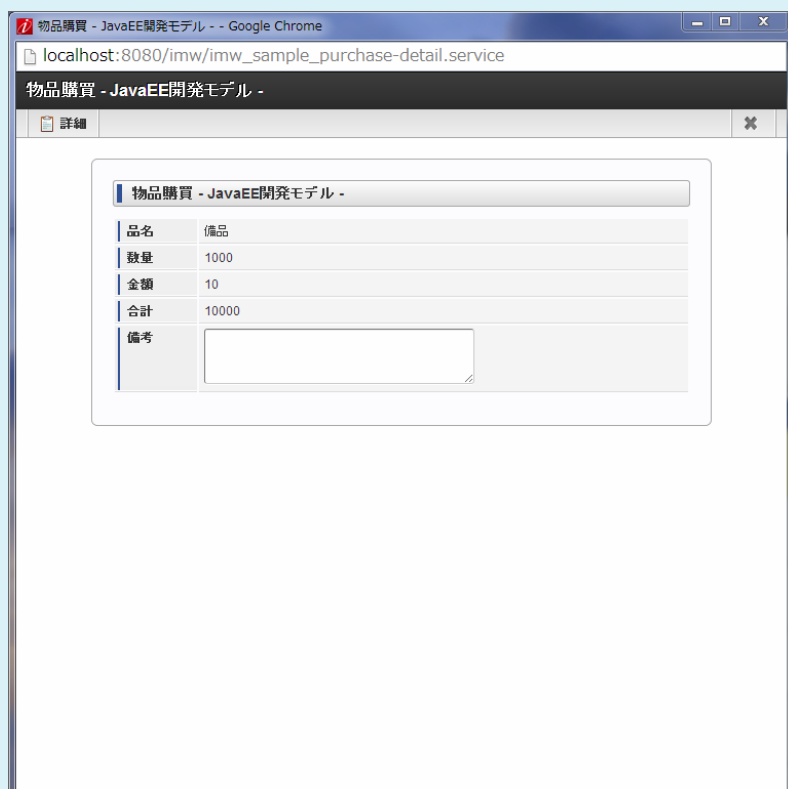 物品購買 - JavaEE開発モデル - - Google Chrome
localhost:8080/imw/imw_sample_purchase-detail.service
物品購買 - JavaEE開発モデル -
詳細
物品購買 - JavaEE開発モデル -
品名 備品
数量 1000
金額 10
合計 10000
備考